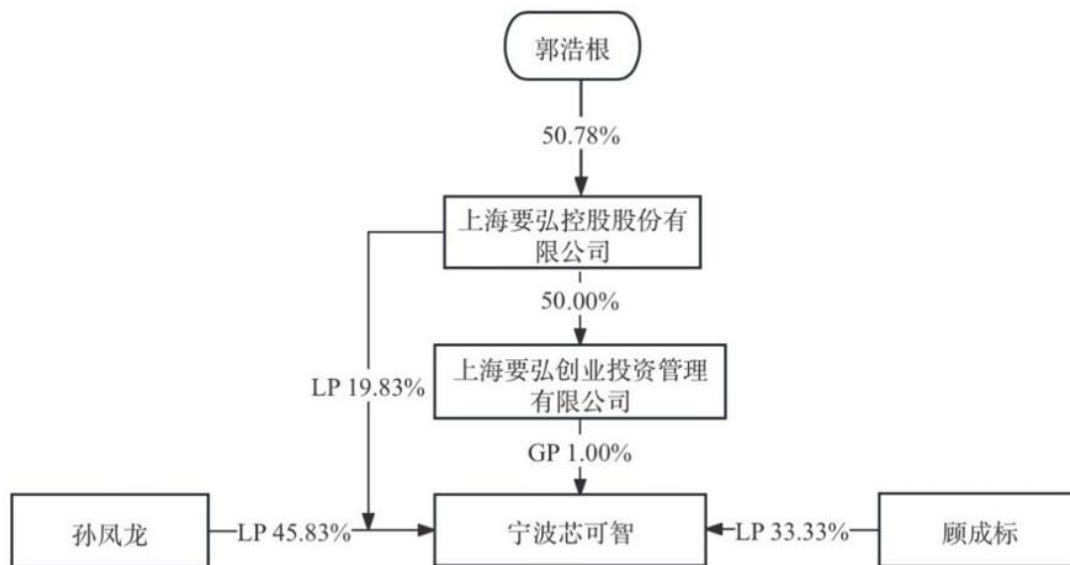 郭浩根
50.78%
上海要弘控股股份有
限公司
50.00%
上海要弘创业投资管理
有限公司
LP 19.83%
GP 1.00%
孙凤龙
LP 45.83%
宁波芯可智
LP 33.33%
顾成标